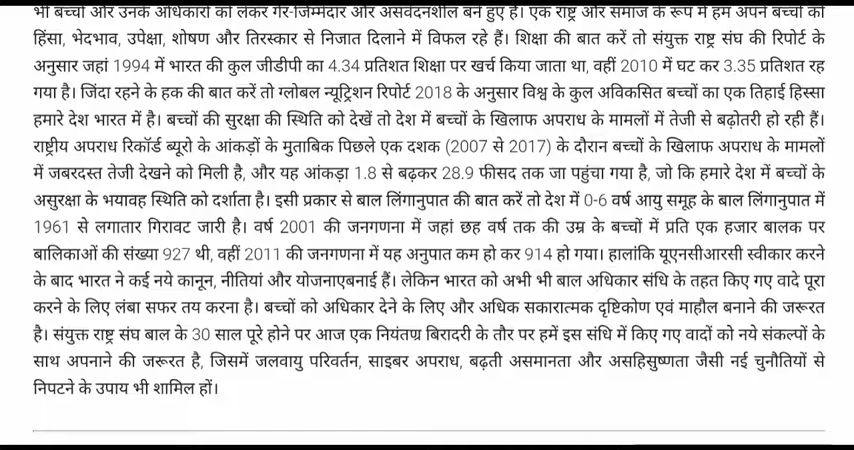 भी बच्चों और उनके अधिकारों को लेकर गैर-जिम्मेदार और असंवेदनशील बने हुए हैं। एक राष्ट्र और समाज के रूप में हम अपने बच्चों को
हिंसा, भेदभाव, उपेक्षा, शोषण और तिरस्कार से निजात दिलाने में विफल रहे हैं। शिक्षा की बात करें तो संयुक्त राष्ट्र संघ की रिपोर्ट के
अनुसार जहां 1994 में भारत की कुल जीडीपी का 4.34 प्रतिशत शिक्षा पर खर्च किया जाता था, वहीं 2010 में घट कर 3.35 प्रतिशत रह
गया है। जिंदा रहने के हक की बात करें तो ग्लोबल न्यूट्रिशन रिपोर्ट 2018 के अनुसार विश्व के कुल अविकसित बच्चों का एक तिहाई हिस्सा
हमारे देश भारत में है। बच्चों की सुरक्षा की स्थिति को देखें तो देश में बच्चों के खिलाफ अपराध के मामलों में तेजी से बढ़ोतरी हो रही हैं।
राष्ट्रीय अपराध रिकॉर्ड ब्यूरो के आंकड़ों के मुताबिक पिछले एक दशक (2007 से 2017) के दौरान बच्चों के खिलाफ अपराध के मामलों
में जबरदस्त तेजी देखने को मिली है, और यह आंकड़ा 1.8 से बढ़कर 28.9 फीसद तक जा पहुंचा गया है, जो कि हमारे देश में बच्चों के
असुरक्षा के भयावह स्थिति को दर्शाता है। इसी प्रकार से बाल लिंगानुपात की बात करें तो देश में 0-6 वर्ष आयु समूह के बाल लिंगानुपात में
1961 से लगातार गिरावट जारी है। वर्ष 2001 की जनगणना में जहां छह वर्ष तक की उम्र के बच्चों में प्रति एक हजार बालक पर
बालिकाओं की संख्या 927 थी, वहीं 2011 की जनगणना में यह अनुपात कम हो कर 914 हो गया। हालांकि यूएनसीआरसी स्वीकार करने
के बाद भारत ने कई नये कानून, नीतियां और योजनाएबनाई हैं। लेकिन भारत को अभी भी बाल अधिकार संधि के तहत किए गए वादे पूरा
करने के लिए लंबा सफर तय करना है। बच्चों को अधिकार देने के लिए और अधिक सकारात्मक दृष्टिकोण एवं माहौल बनाने की जरूरत
है। संयुक्त राष्ट्र संघ बाल के 30 साल पूरे होने पर आज एक नियंतण्र बिरादरी के तौर पर हमें इस संधि में किए गए वादों को नये संकल्पों के
साथ अपनाने की जरूरत है, जिसमें जलवायु परिवर्तन, साइबर अपराध, बढ़ती असमानता और असहिसुष्णता जैसी नई चुनौतियों से
निपटने के उपाय भी शामिल हों।